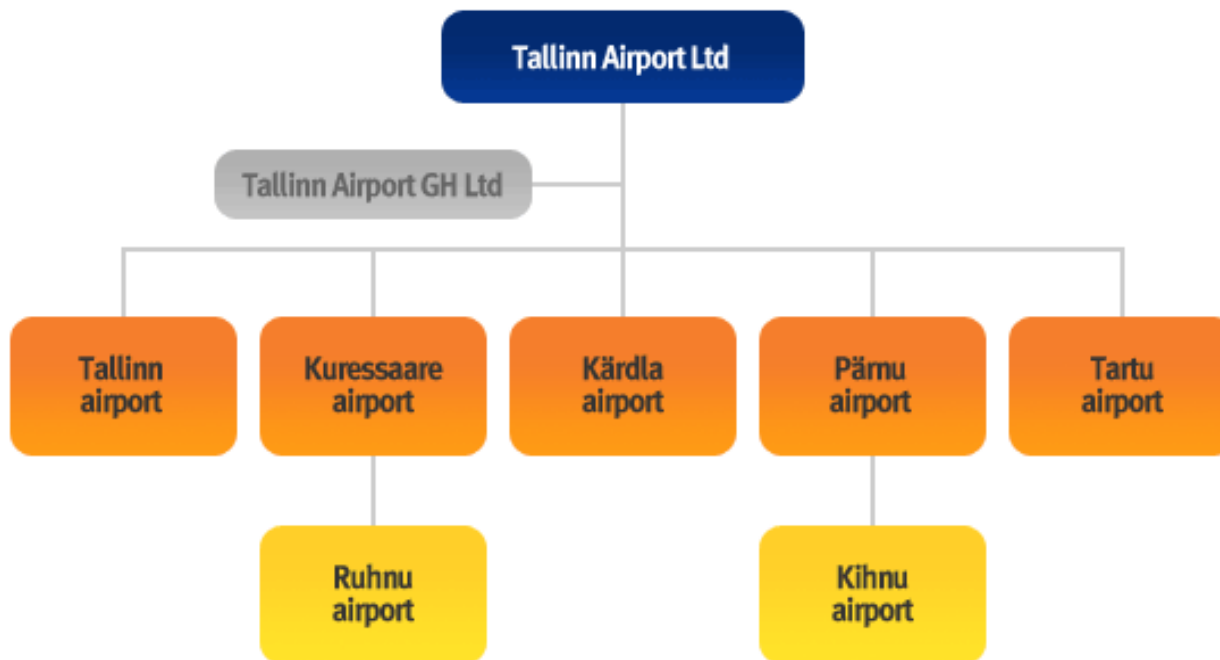 Tallinn Airport Ltd
Tallinn Airport GH Ltd
Tallinn
airport
Kuressaare
airport
Kärdla
airport
Pärnu
airport
Tartu
airport
Ruhnu
airport
Kihnu
airport